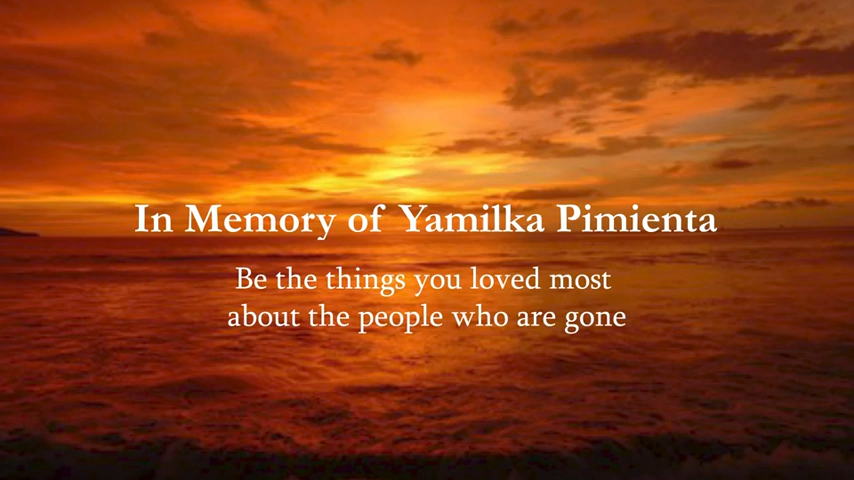 In Memory of Yamilka Pimienta
Be the things you loved most
about the people who are gone